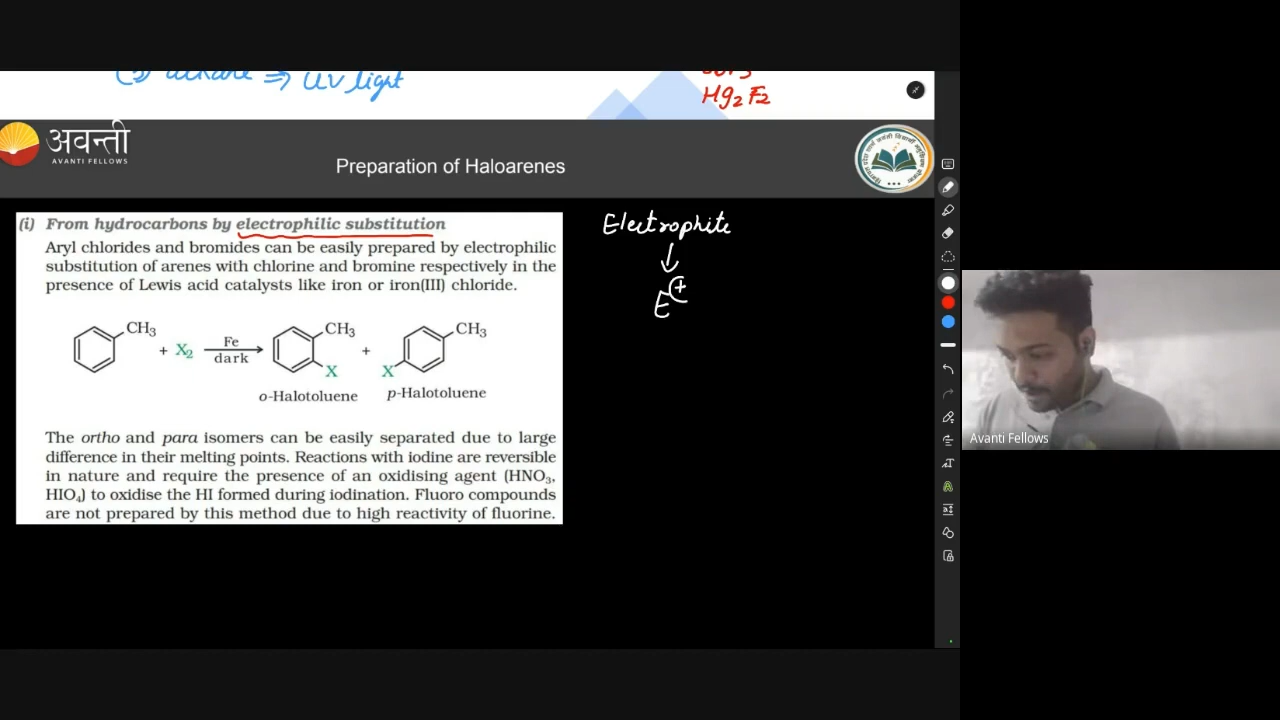 (3) alkane ⇒ UV light
Hg2F2
अवन्ती
AVANTI FELLOWS
Preparation of Haloarenes
(i) From hydrocarbons by electrophilic substitution
Aryl chlorides and bromides can be easily prepared by electrophilic
substitution of arenes with chlorine and bromine respectively in the
presence of Lewis acid catalysts like iron or iron(III) chloride.
CH3 + X2 Fe dark CH3 X + CH3 X
o-Halotoluene p-Halotoluene
The ortho and para isomers can be easily separated due to large
difference in their melting points. Reactions with iodine are reversible
in nature and require the presence of an oxidising agent (HNO3,
HIO4) to oxidise the HI formed during iodination. Fluoro compounds
are not prepared by this method due to high reactivity of fluorine.
Electrophile
↓
E⊕
Avanti Fellows